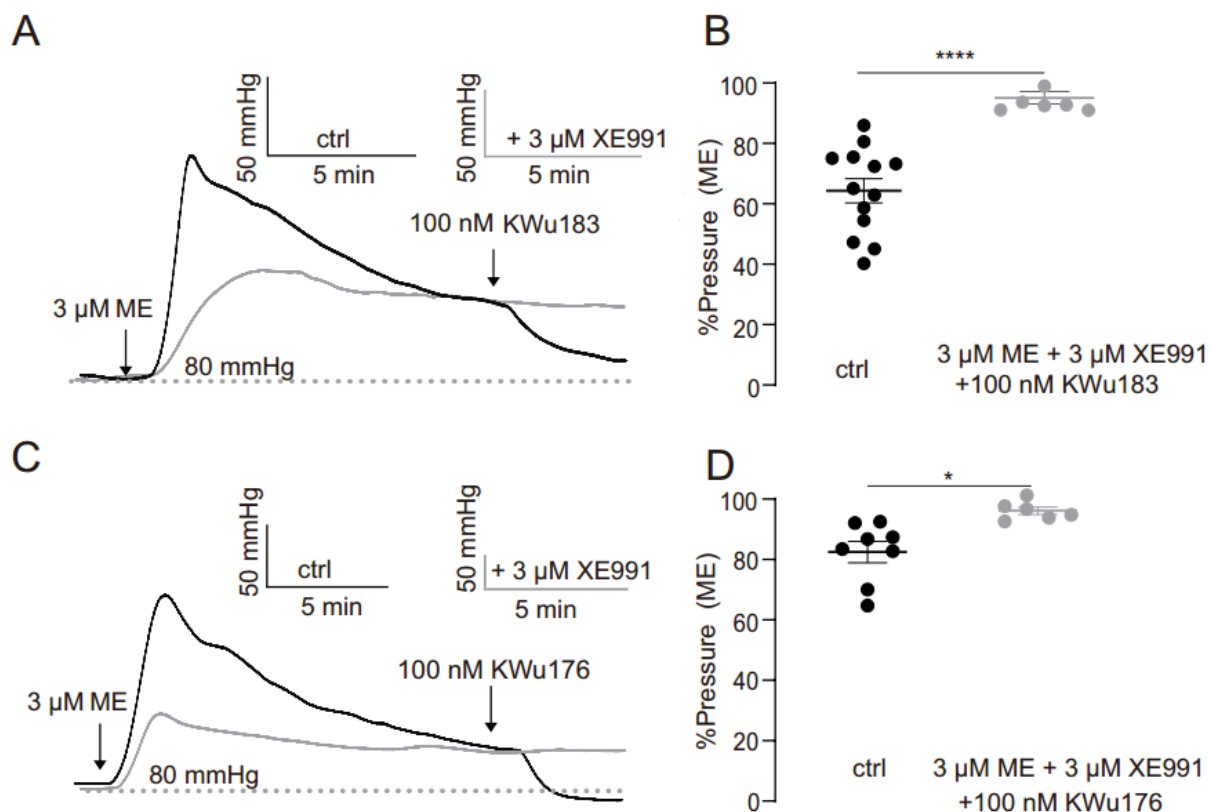 A
50 mmHg
ctrl
5 min
50 mmHg
+ 3 µM XE991
5 min
100 nM KWu183
3 µM ME
80 mmHg
B
****
%Pressure (ME)
100
80
60
40
20
0
ctrl
3 µM ME + 3 µM XE991
+100 nM KWu183
C
50 mmHg
ctrl
5 min
50 mmHg
+ 3 µM XE991
5 min
100 nM KWu176
3 µM ME
80 mmHg
D
*
%Pressure (ME)
100
80
60
40
20
0
ctrl
3 µM ME + 3 µM XE991
+100 nM KWu176